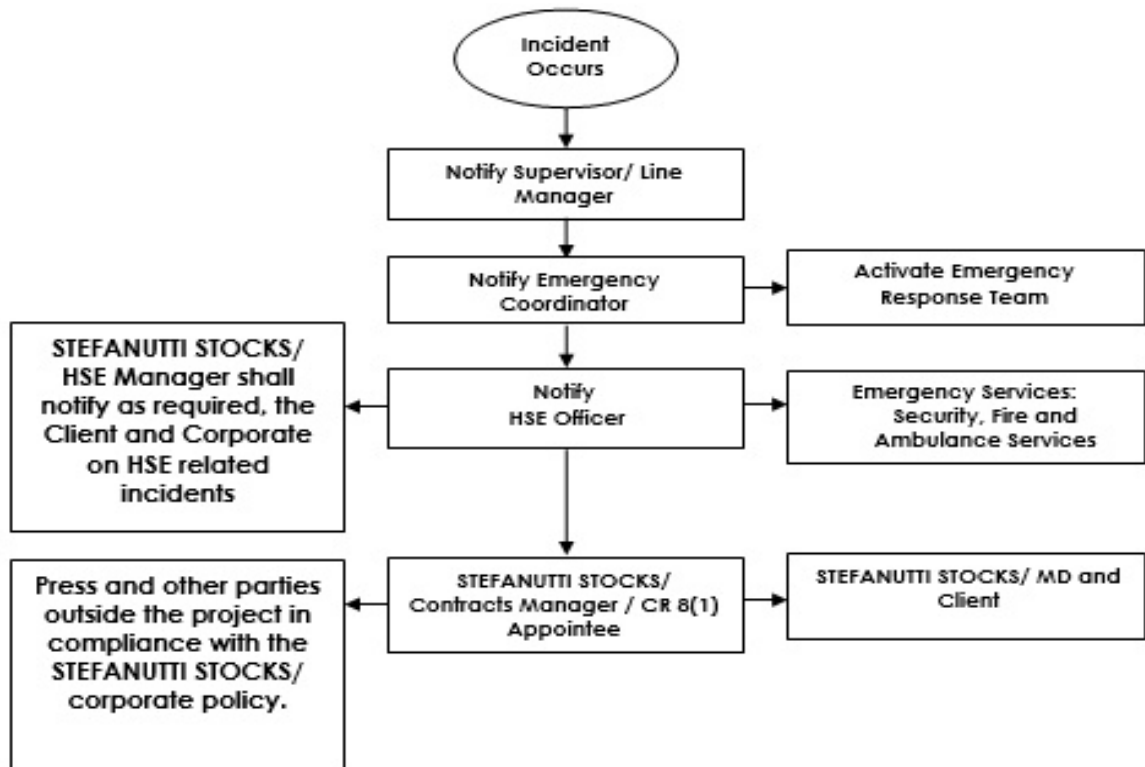 Incident
Occurs
Notify Supervisor/ Line
Manager
Notify Emergency
Coordinator
Activate Emergency
Response Team
STEFANUTTI STOCKS/
HSE Manager shall
notify as required, the
Client and Corporate
on HSE related
incidents
Notify
HSE Officer
Emergency Services:
Security, Fire and
Ambulance Services
Press and other parties
outside the project in
compliance with the
STEFANUTTI STOCKS/
corporate policy.
STEFANUTTI STOCKS/
Contracts Manager / CR 8(1)
Appointee
STEFANUTTI STOCKS/ MD and
Client